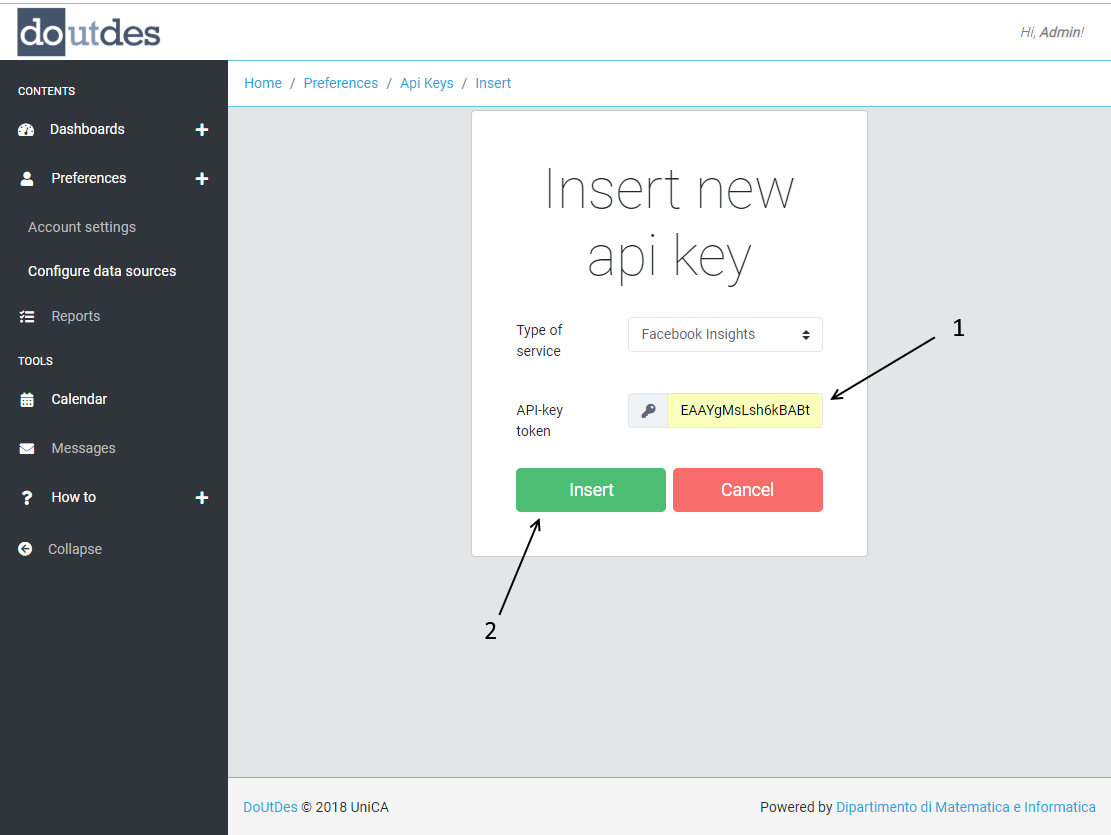 doutdes
Hi, Admin!
CONTENTS
Dashboards
Preferences
Account settings
Configure data sources
Reports
TOOLS
Calendar
Messages
How to
Collapse
Home / Preferences / Api Keys / Insert
Insert new
api key
Type of
service
Facebook Insights
1
API-key
token
EAAYgMsLsh6kBABt
Insert
Cancel
2
DoUtDes © 2018 UniCA
Powered by Dipartimento di Matematica e Informatica